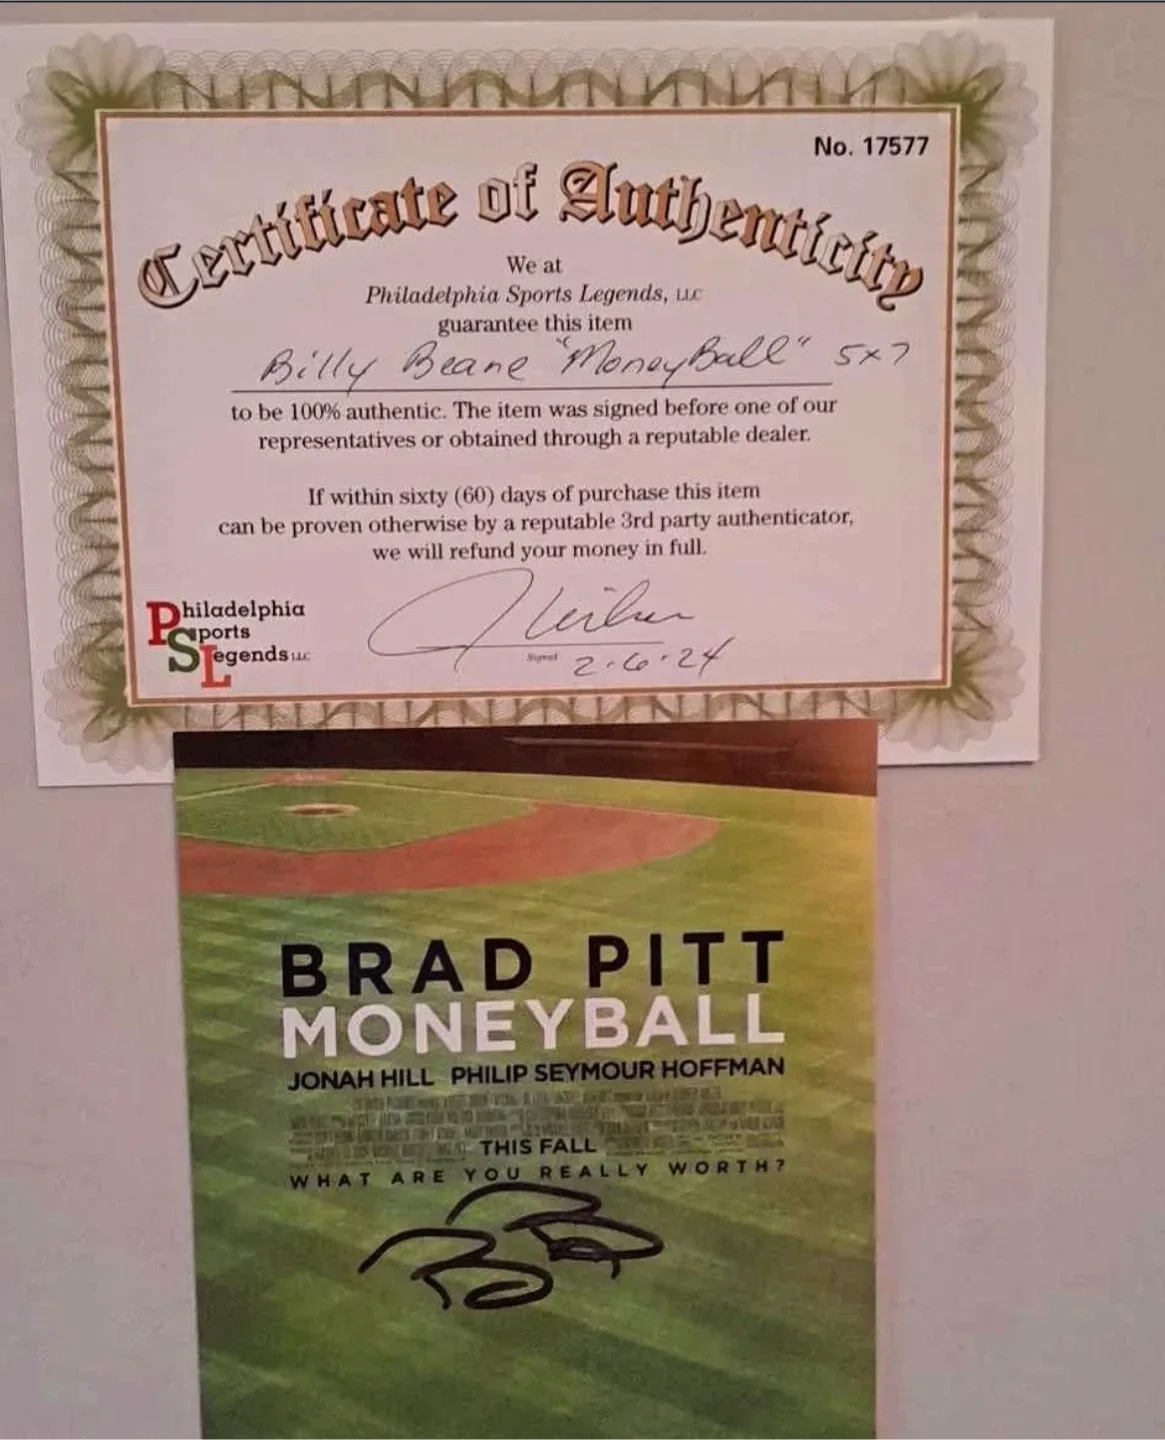 No. 17577
Certificate of Authenticity
We at
Philadelphia Sports Legends, LLC
guarantee this item
Billy Beane "MoneyBall" 5x7
to be 100% authentic. The item was signed before one of our
representatives or obtained through a reputable dealer.
If within sixty (60) days of purchase this item
can be proven otherwise by a reputable 3rd party authenticator,
we will refund your money in full.
Philadelphia
Sports
Legends LLC
Signed 2.6.24
BRAD PITT
MONEYBALL
JONAH HILL PHILIP SEYMOUR HOFFMAN
THIS FALL
WHAT ARE YOU REALLY WORTH?